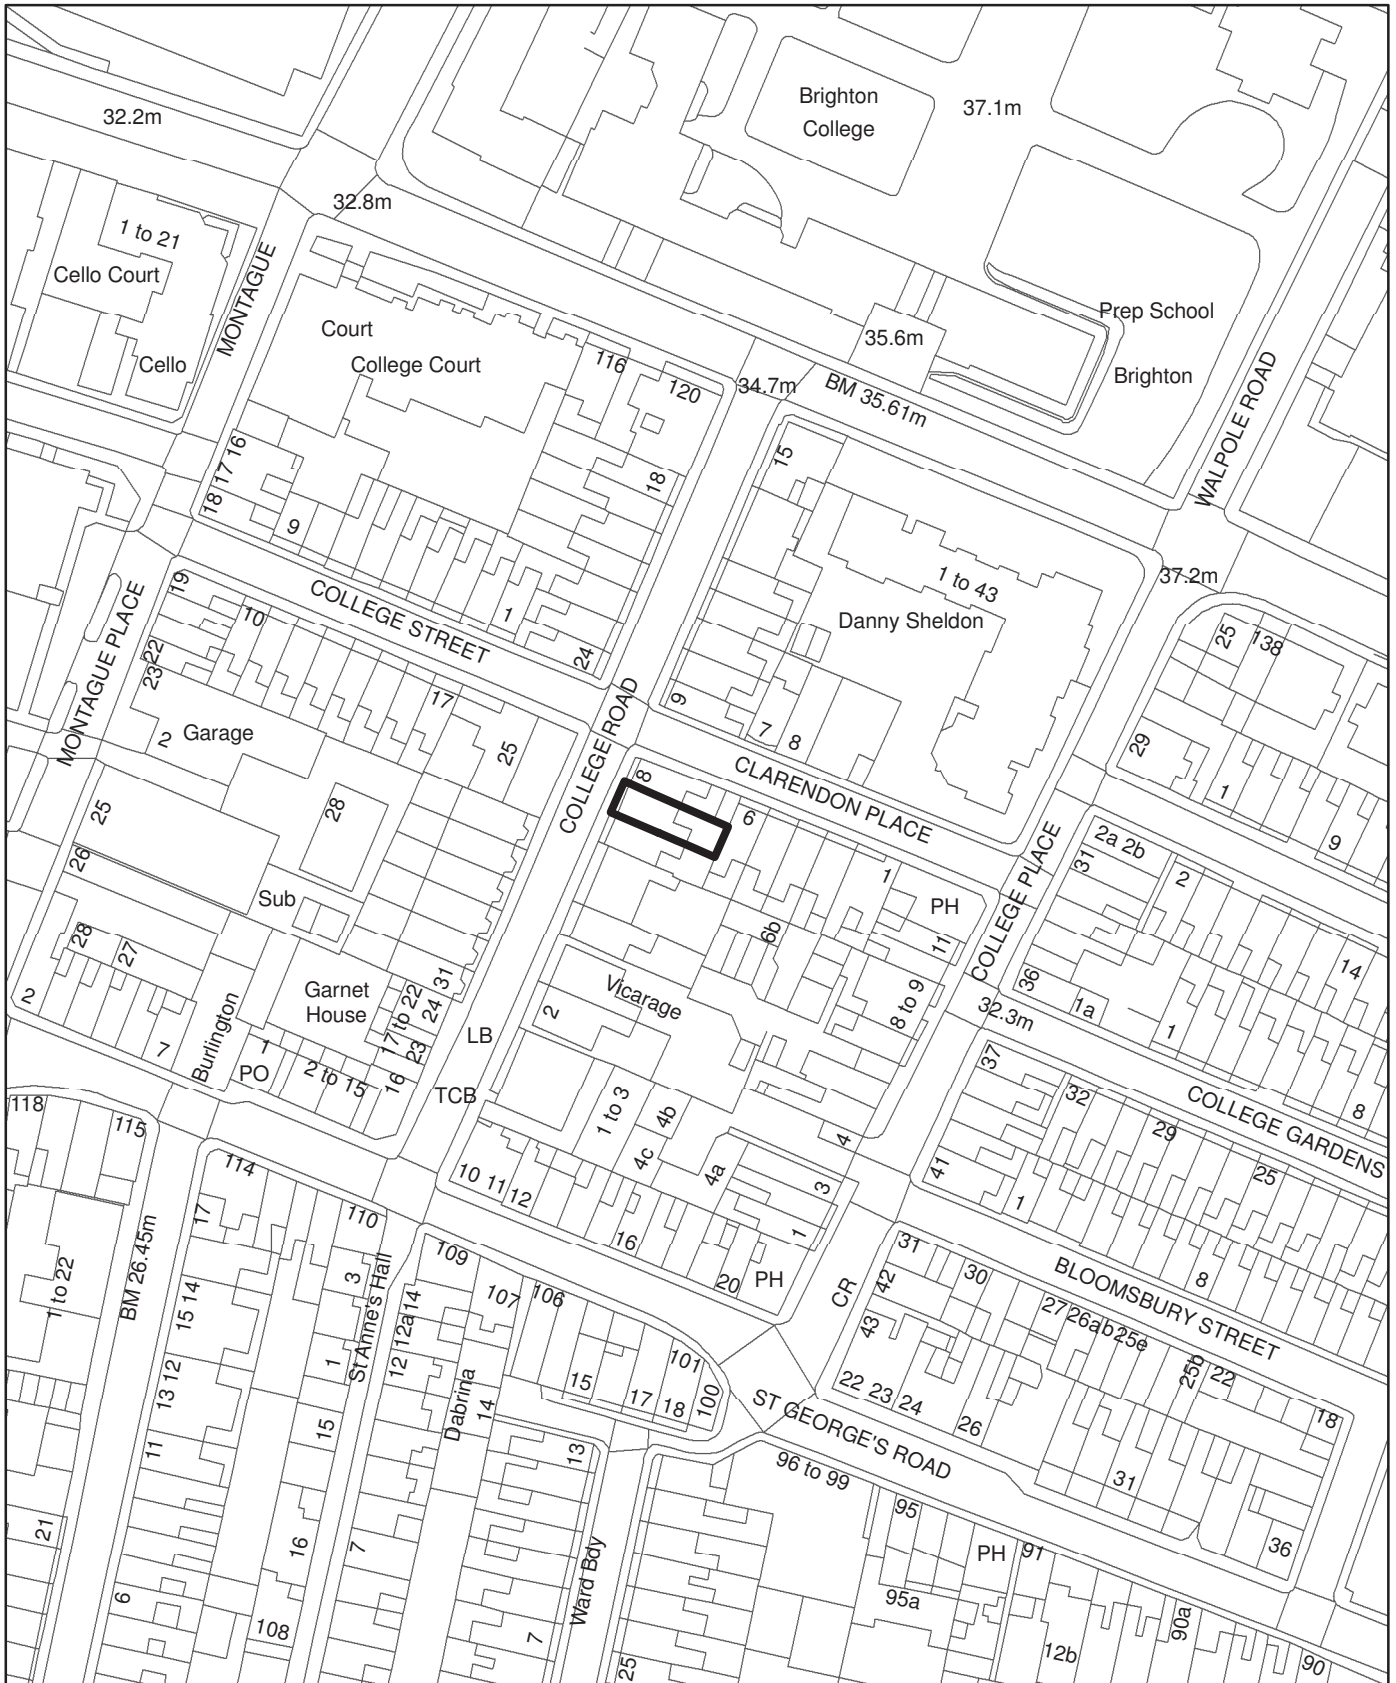 Brighton
College
37.1m
32.2m
32.8m
1 to 21
Cello Court
MONTAGUE
Cello
Court
College Court
116
120
34.7m
BM 35.61m
35.6m
Prep School
Brighton
WALPOLE ROAD
16
17
18
9
18
15
1 to 43
Danny Sheldon
37.2m
COLLEGE STREET
1
24
19
10
22
23
17
25
MONTAGUE PLACE
2
Garage
COLLEGE ROAD
9
7
8
25
138
29
1
9
28
25
26
8
6
CLARENDON PLACE
COLLEGE PLACE
2a 2b
31
2
Sub
1
PH
11
6b
14
28
27
2
7
Burlington
Garnet
House
31
24
17 to 22
23
16
LB
TCB
Vicarage
2
8 to 9
36
1a
1
32.3m
1
PO
2 to 15
37
32
29
25
8
COLLEGE GARDENS
118
115
114
110
1 to 3
4b
4c
4a
4
3
1
41
1
10
11
12
16
20
PH
8
BLOOMSBURY STREET
17
BM 26.45m
1 to 22
15 14
13 12
11
3
1
St Anne's Hall
109
107
106
12a14
12
Dabrina
14
15
17
18
101
100
CR
31
42
43
30
27
26ab
25e
25b
22
18
22
23
24
26
ST GEORGE'S ROAD
31
36
21
6
15
16
108
7
13
7
Ward Bdy
25
96 to 99
95
95a
PH
91
12b
90a
90